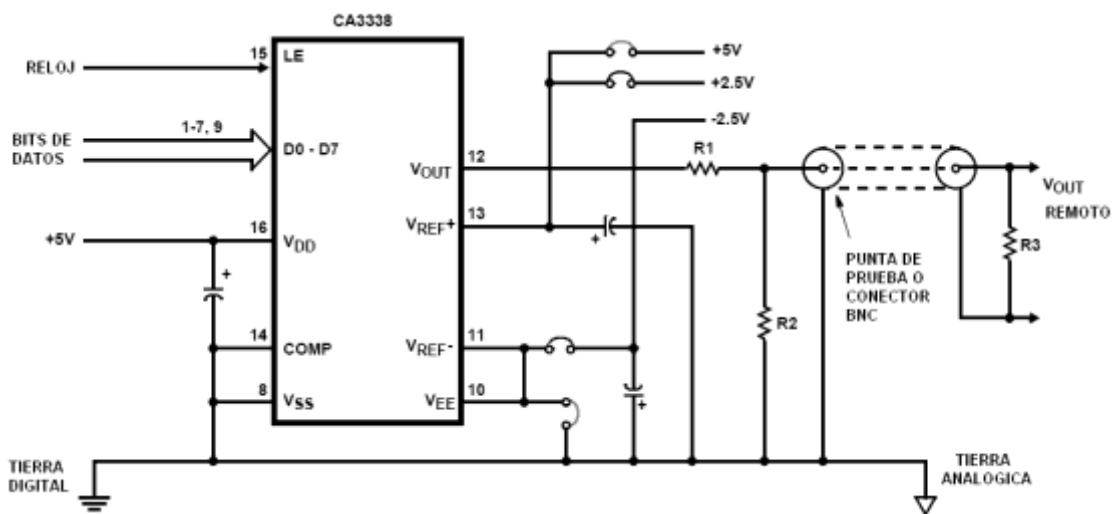 CA3338
RELOJ
15
LE
BITS DE
DATOS
1-7, 9
D0 - D7
+5V
16
VDD
14
COMP
8
VSS
VOUT
12
VREF+
13
VREF-
11
VEE
10
+5V
+2.5V
-2.5V
R1
R2
+
+
+
PUNTA DE
PRUEBA O
CONECTOR
BNC
VOUT
REMOTO
R3
TIERRA
DIGITAL
TIERRA
ANALOGICA